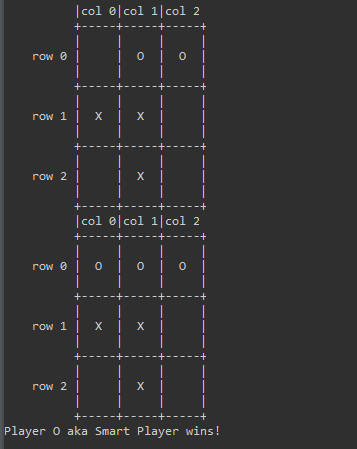 |col 0|col 1|col 2
+-----+-----+-----+
|     |     |     |
row 0 |     |  O  |  O  |
|     |     |     |
+-----+-----+-----+
|     |     |     |
row 1 |  X  |  X  |     |
|     |     |     |
+-----+-----+-----+
|     |     |     |
row 2 |     |  X  |     |
|     |     |     |
+-----+-----+-----+
|col 0|col 1|col 2
+-----+-----+-----+
|     |     |     |
row 0 |  O  |  O  |  O  |
|     |     |     |
+-----+-----+-----+
|     |     |     |
row 1 |  X  |  X  |     |
|     |     |     |
+-----+-----+-----+
|     |     |     |
row 2 |     |  X  |     |
|     |     |     |
+-----+-----+-----+
Player O aka Smart Player wins!